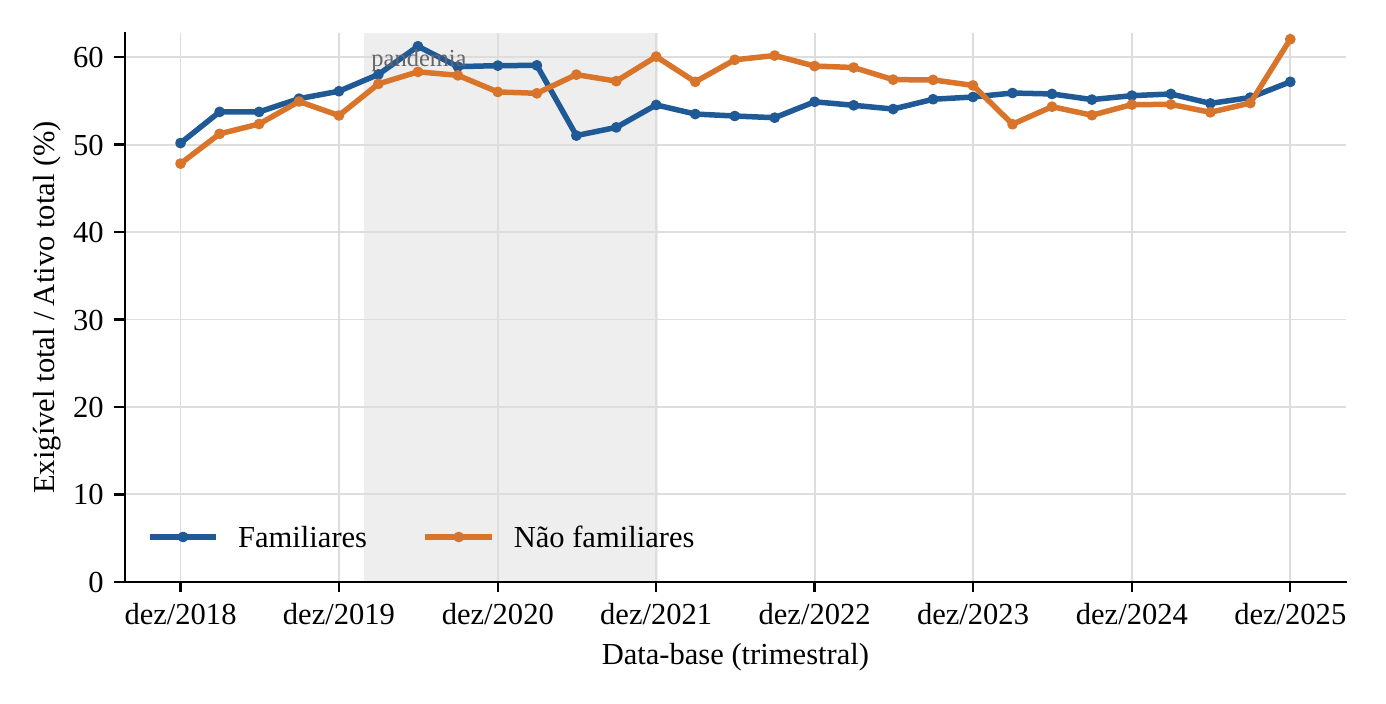 pandemia
60
50
40
30
20
10
0
Exigível total / Ativo total (%)
Familiares Não familiares
dez/2018 dez/2019 dez/2020 dez/2021 dez/2022 dez/2023 dez/2024 dez/2025
Data-base (trimestral)